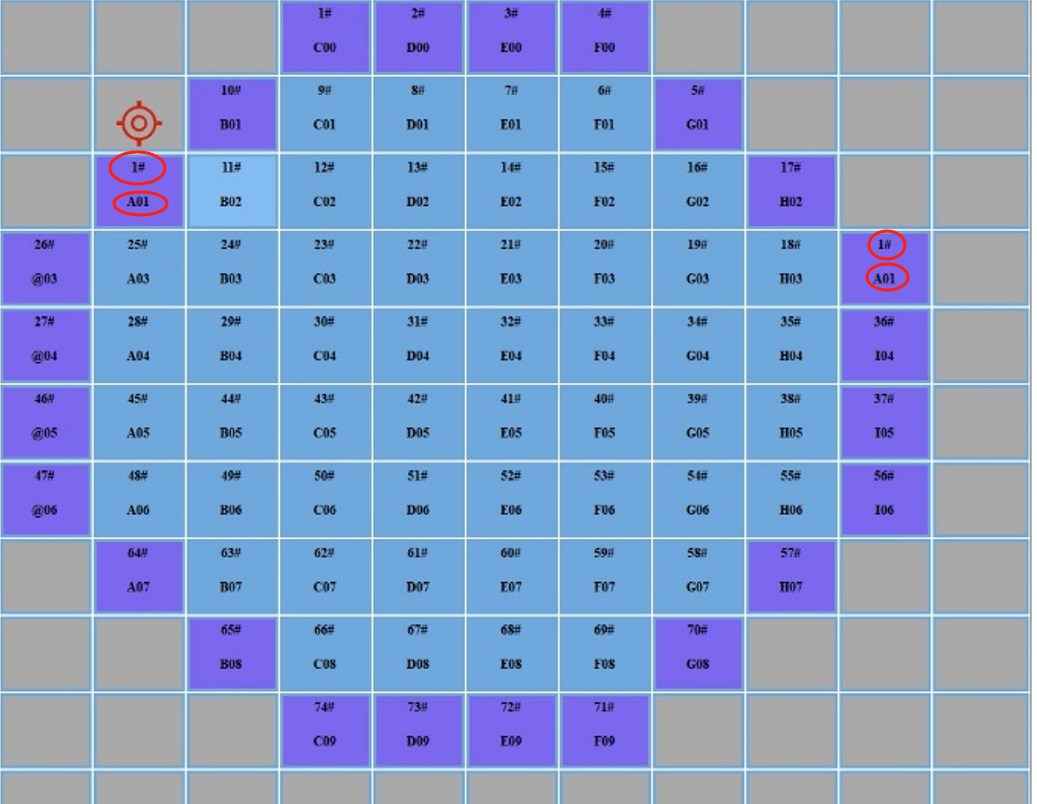 1# 2# 3# 4#
C00 D00 E00 F00
10# 9# 8# 7# 6# 5#
B01 C01 D01 E01 F01 G01
1# 11# 12# 13# 14# 15# 16# 17#
A01 B02 C02 D02 E02 F02 G02 H02
26# 25# 24# 23# 22# 21# 20# 19# 18# 1#
@03 A03 B03 C03 D03 E03 F03 G03 H03 A01
27# 28# 29# 30# 31# 32# 33# 34# 35# 36#
@04 A04 B04 C04 D04 E04 F04 G04 H04 I04
46# 45# 44# 43# 42# 41# 40# 39# 38# 37#
@05 A05 B05 C05 D05 E05 F05 G05 H05 I05
47# 48# 49# 50# 51# 52# 53# 54# 55# 56#
@06 A06 B06 C06 D06 E06 F06 G06 H06 I06
64# 63# 62# 61# 60# 59# 58# 57#
A07 B07 C07 D07 E07 F07 G07 H07
65# 66# 67# 68# 69# 70#
B08 C08 D08 E08 F08 G08
74# 73# 72# 71#
C09 D09 E09 F09